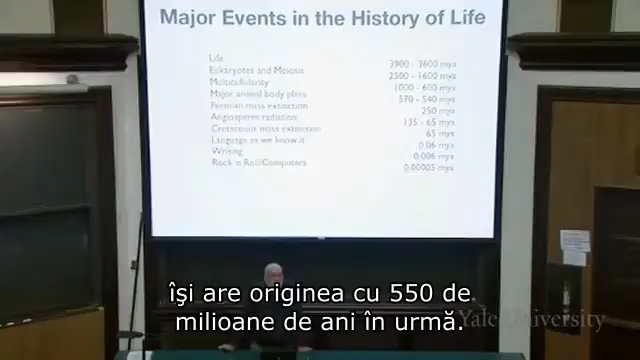 Major Events in the History of Life
Life 3900 - 3600 mya
Eukaryotes and Meiosis 2500 - 1600 mya
Multicellularity 1000 - 600 mya
Major animal body plans 570 - 540 mya
Permian mass extinction 250 mya
Angiosperm radiation 135 - 65 mya
Cretaceous mass extinction 65 mya
Language as we know it 0.06 mya
Writing 0.006 mya
Rock n Roll/Computers 0.00005 mya
îşi are originea cu 550 de
milioane de ani în urmă.
Yale University